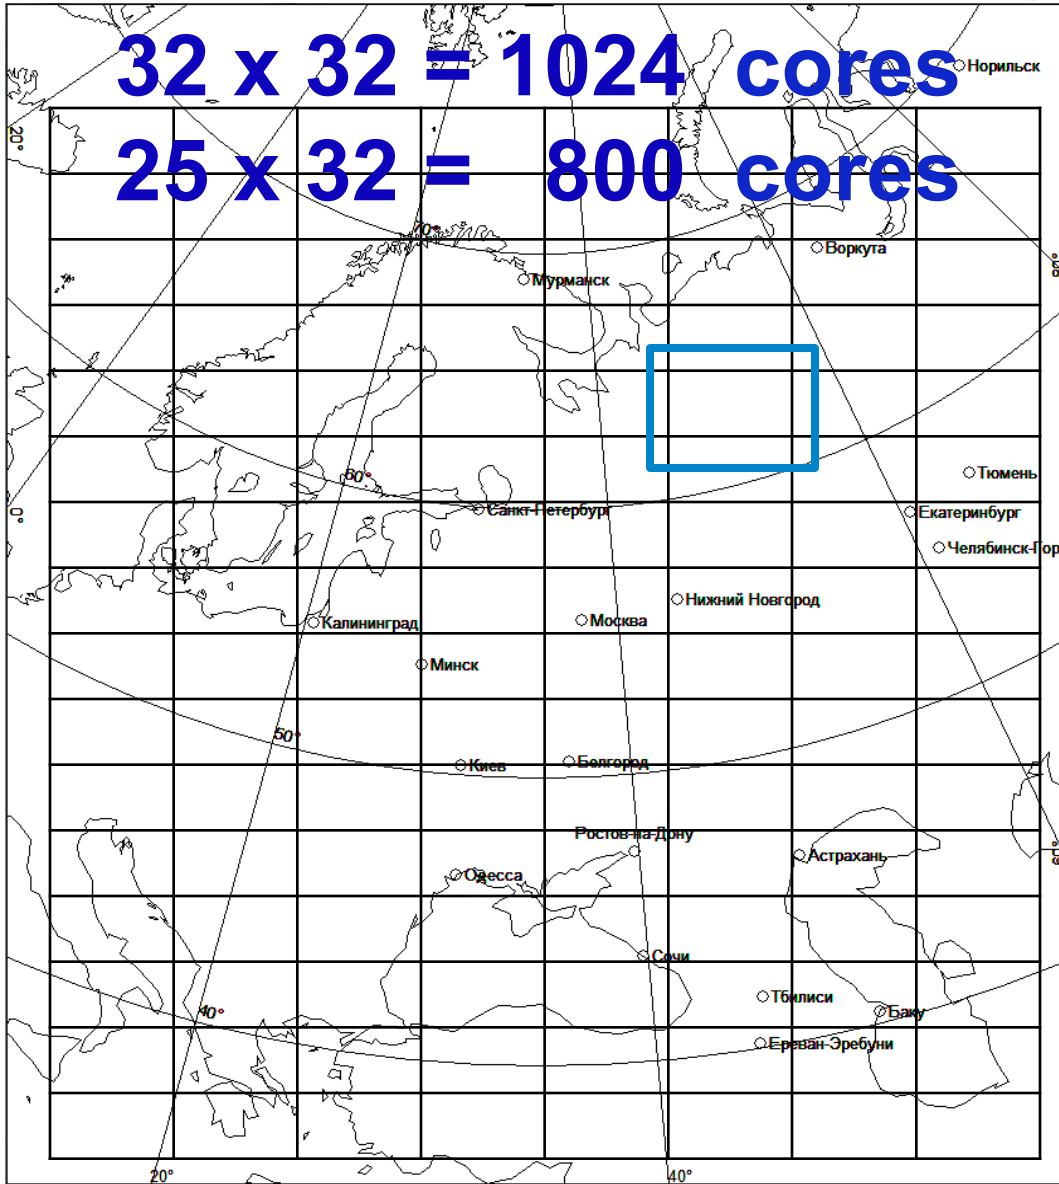 32 x 32 = 1024 cores
Норильск
20°
25 x 32 = 800 cores
70°
Воркута
Мурманск
60°
Тюмень
0°
Санкт-Петербург
Екатеринбург
Челябинск-Гор
Нижний Новгород
Калининград
Москва
Минск
50°
Киев
Белгород
Ростов-на-Дону
Астрахань
60°
Одесса
Сочи
Тбилиси
40°
Баку
Ереван-Эребуни
20°
40°